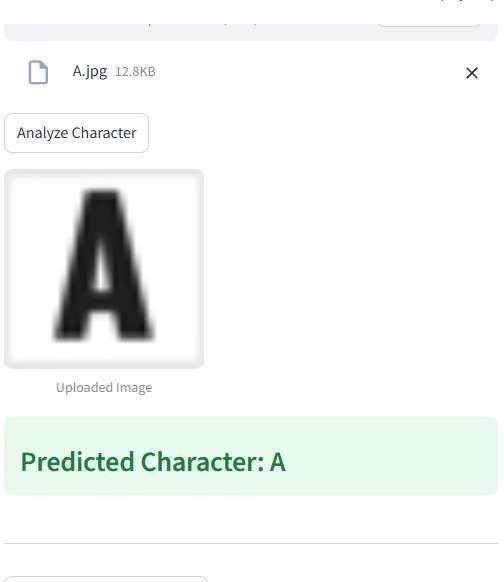 A.jpg 12.8KB
Analyze Character
A
Uploaded Image
Predicted Character: A